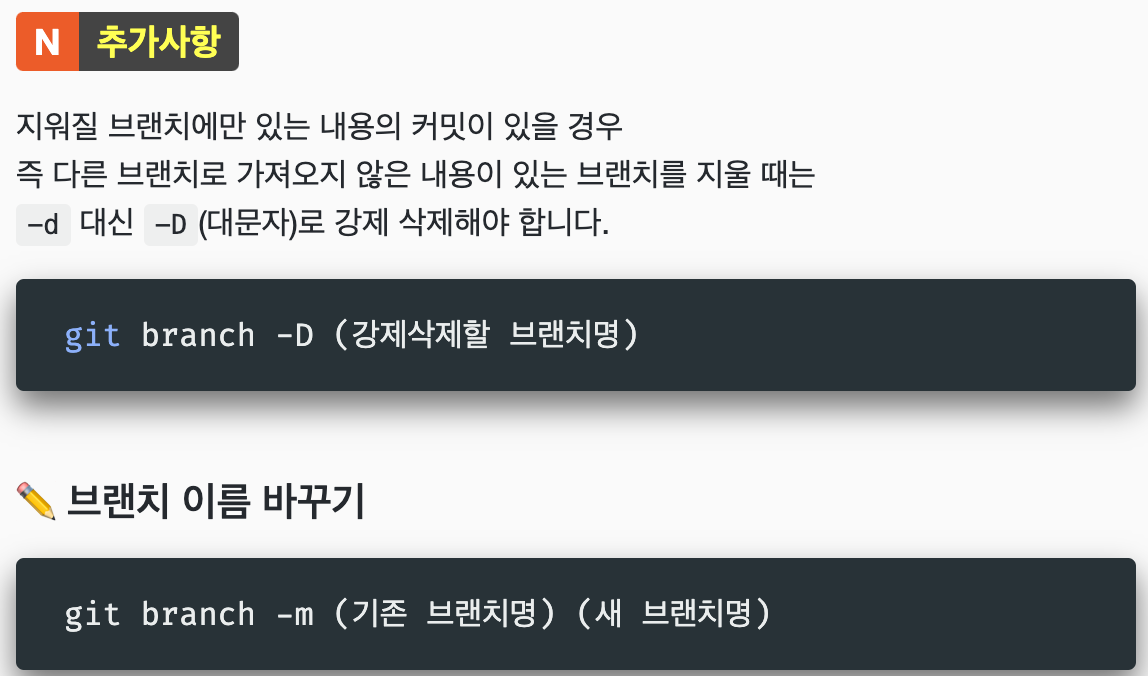 N 추가사항
지워질 브랜치에만 있는 내용의 커밋이 있을 경우
즉 다른 브랜치로 가져오지 않은 내용이 있는 브랜치를 지울 때는
-d 대신 -D(대문자)로 강제 삭제해야 합니다.
git branch -D (강제삭제할 브랜치명)
✏️ 브랜치 이름 바꾸기
git branch -m (기존 브랜치명) (새 브랜치명)